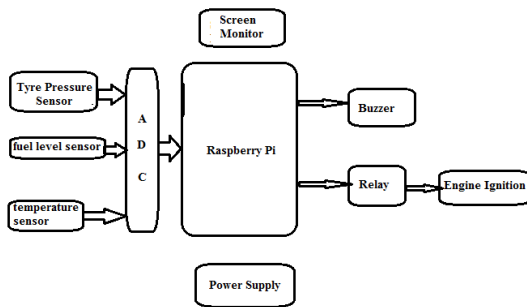 Screen
Monitor
Tyre Pressure
Sensor
A
D
C
fuel level sensor
temperature
sensor
Raspberry Pi
Buzzer
Relay
Engine Ignition
Power Supply